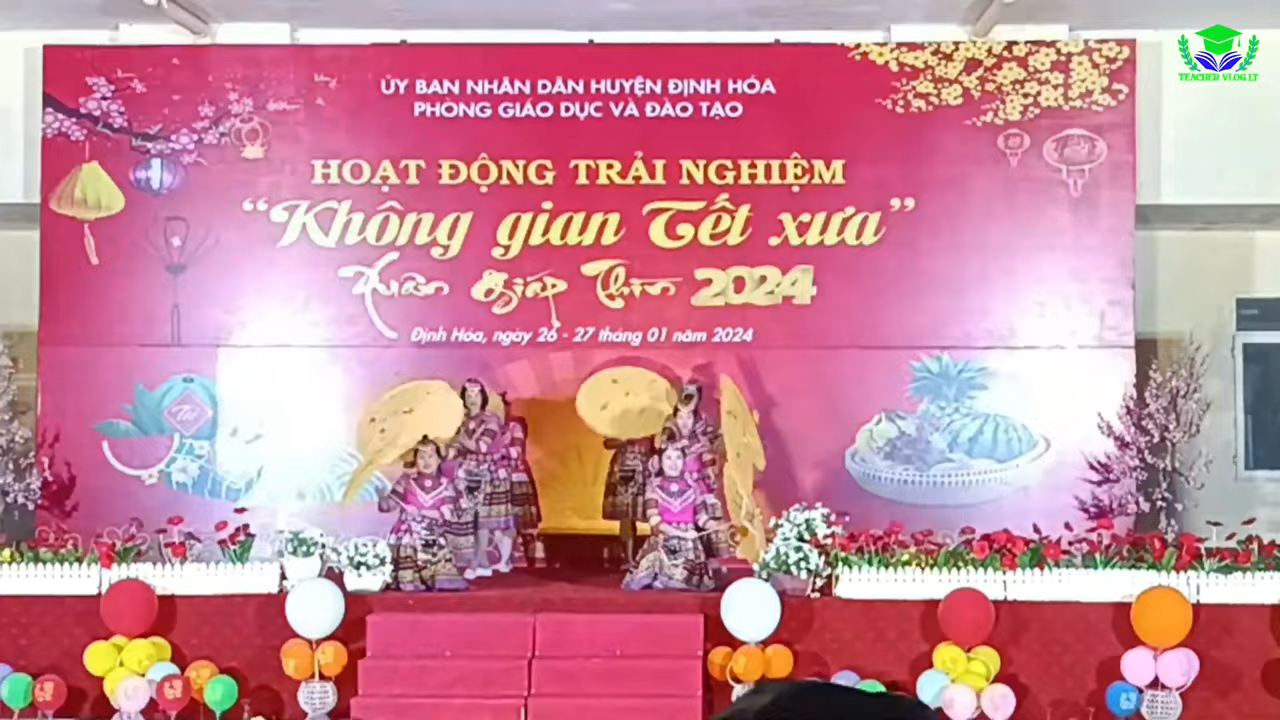 ỦY BAN NHÂN DÂN HUYỆN ĐỊNH HÓA
PHÒNG GIÁO DỤC VÀ ĐÀO TẠO
HOẠT ĐỘNG TRẢI NGHIỆM
“Không gian Tết xưa”
Xuân Giáp Thìn 2024
Định Hóa, ngày 26 - 27 tháng 01 năm 2024
TEACHER VLOG LT